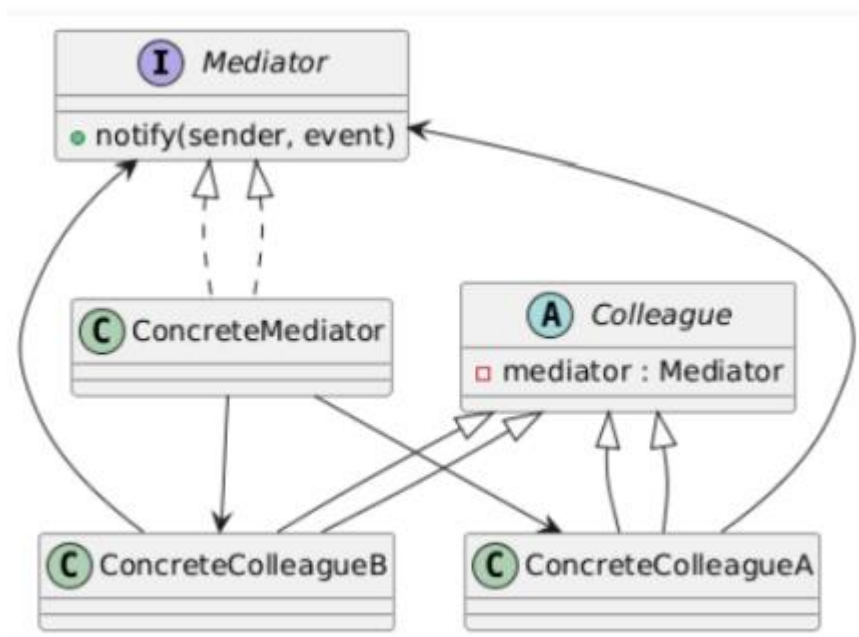 I Mediator
notify(sender, event)
C ConcreteMediator
A Colleague
mediator : Mediator
C ConcreteColleagueB
C ConcreteColleagueA